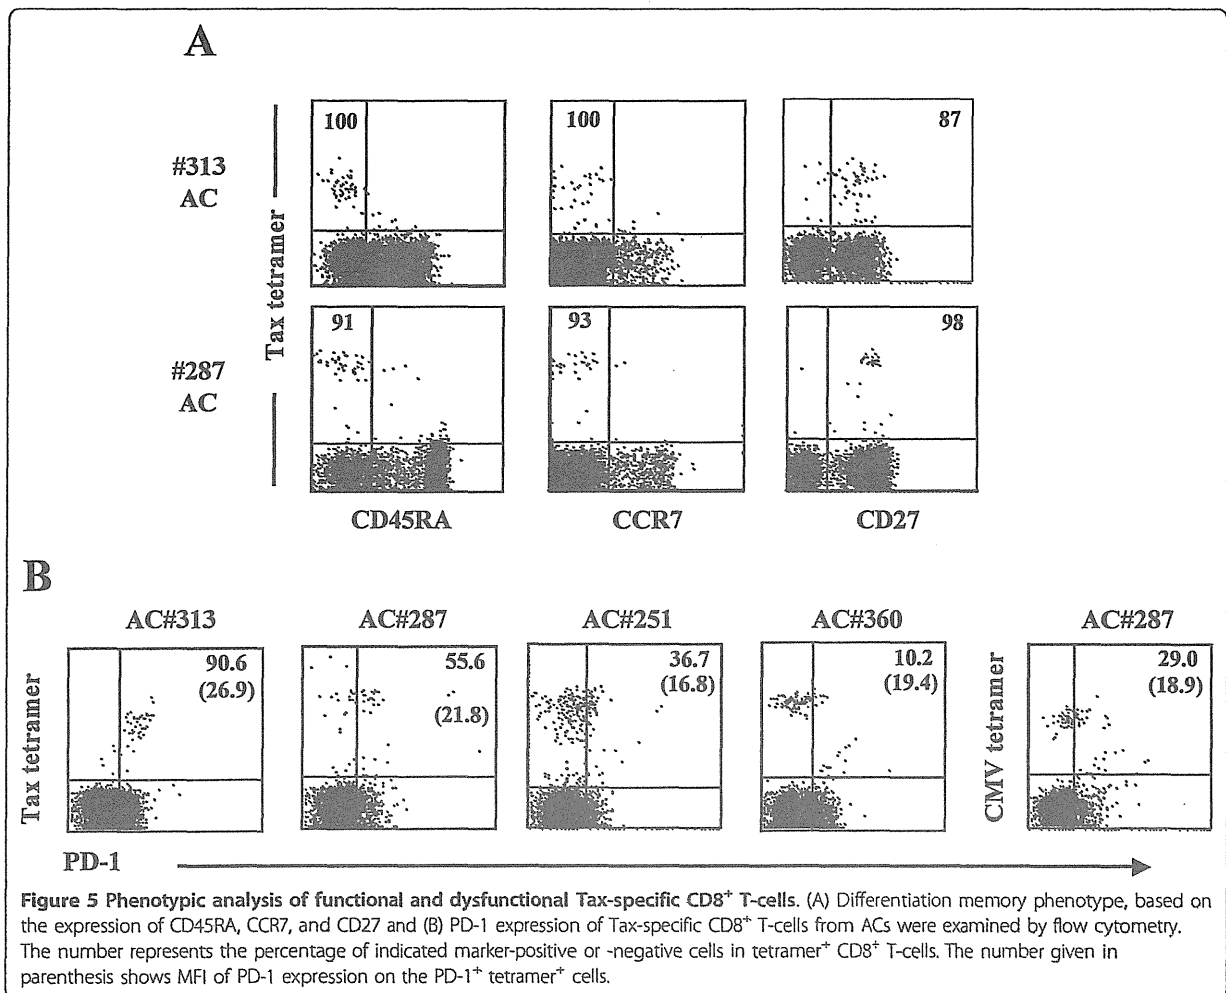 A
#313
AC
Tax tetramer
100
100
87
#287
AC
91
93
98
CD45RA
CCR7
CD27
B
AC#313
AC#287
AC#251
AC#360
AC#287
Tax tetramer
90.6
(26.9)
55.6
(21.8)
36.7
(16.8)
10.2
(19.4)
CMV tetramer
29.0
(18.9)
PD-1
Figure 5 Phenotypic analysis of functional and dysfunctional Tax-specific CD8⁺ T-cells. (A) Differentiation memory phenotype, based on
the expression of CD45RA, CCR7, and CD27 and (B) PD-1 expression of Tax-specific CD8⁺ T-cells from ACs were examined by flow cytometry.
The number represents the percentage of indicated marker-positive or -negative cells in tetramer⁺ CD8⁺ T-cells. The number given in
parenthesis shows MFI of PD-1 expression on the PD-1⁺ tetramer⁺ cells.